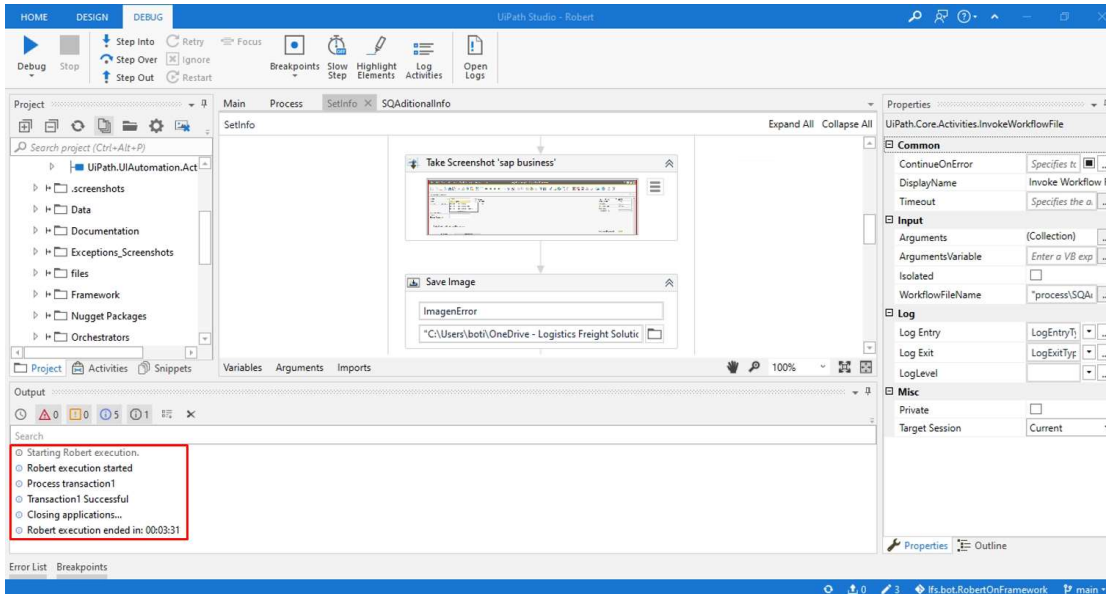 HOME DESIGN DEBUG UiPath Studio - Robert
Debug Stop
Step Into Retry Focus
Step Over Ignore
Step Out Restart
Breakpoints Slow Step Highlight Elements Log Activities Open Logs
Project
Search project (Ctrl+Alt+P)
UiPath.UIAutomation.Act
.screenshots
Data
Documentation
Exceptions_Screenshots
files
Framework
Nugget Packages
Orchestrators
Project Activities Snippets
Main Process SetInfo SQAditionalInfo
SetInfo Expand All Collapse All
Take Screenshot 'sap business'
Save Image
ImagenError
"C:\Users\boti\OneDrive - Logistics Freight Solutic
Variables Arguments Imports 100%
Properties
UiPath.Core.Activities.InvokeWorkflowFile
Common
ContinueOnError Specifies tc
DisplayName Invoke Workflow
Timeout Specifies the a.
Input
Arguments (Collection)
ArgumentsVariable Enter a VB exp
Isolated
WorkflowFileName "process\SQA
Log
Log Entry LogEntryTy
Log Exit LogExitTyp
LogLevel
Misc
Private
Target Session Current
Properties Outline
Output
0 0 5 1
Search
Starting Robert execution.
Robert execution started
Process transaction1
Transaction1 Successful
Closing applications...
Robert execution ended in: 00:03:31
Error List Breakpoints
0 3 lfs.bot.RobertOnFramework main